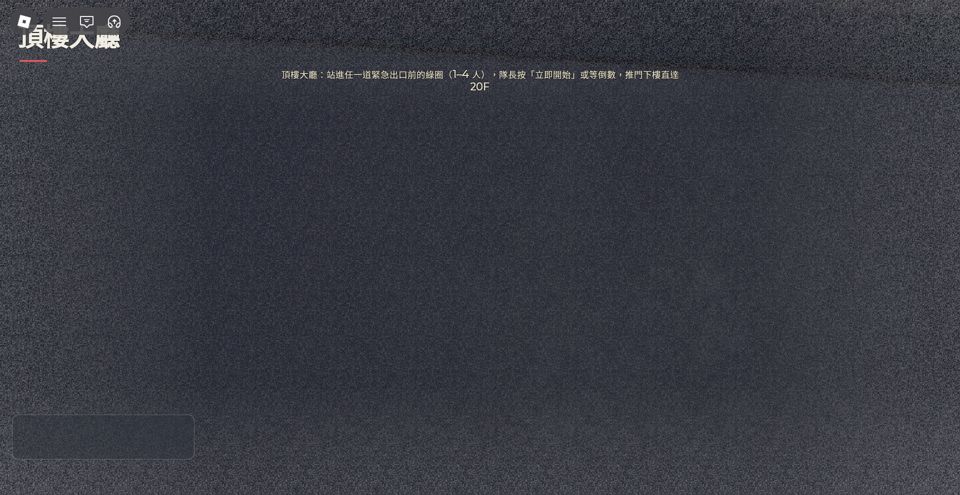 頂樓大廳
頂樓大廳：站進任一道緊急出口前的綠圈（1–4 人），隊長按「立即開始」或等倒數，推門下樓直達
20F